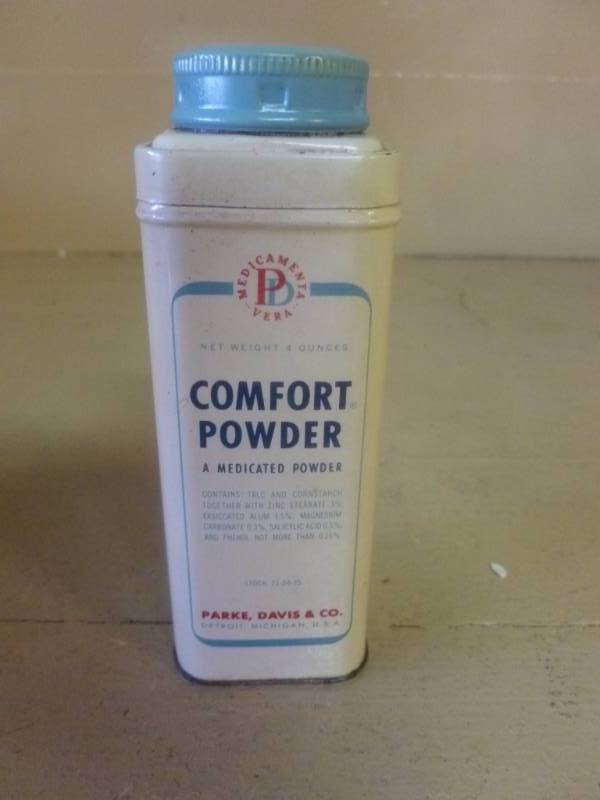 MEDICAMENTA
PD
VERA
NET WEIGHT 4 OUNCES
COMFORT
POWDER
A MEDICATED POWDER
CONTAINS: TALC AND CORNSTARCH
TOGETHER WITH ZINC STEARATE
EXSICCATED ALUM 1.5%, MAGNESIUM
CARBONATE 0.3%, SALICYLIC ACID 0.5%,
AND PHENOL NOT MORE THAN 0.25%
STOCK
PARKE, DAVIS & CO.
DETROIT, MICHIGAN, U.S.A.